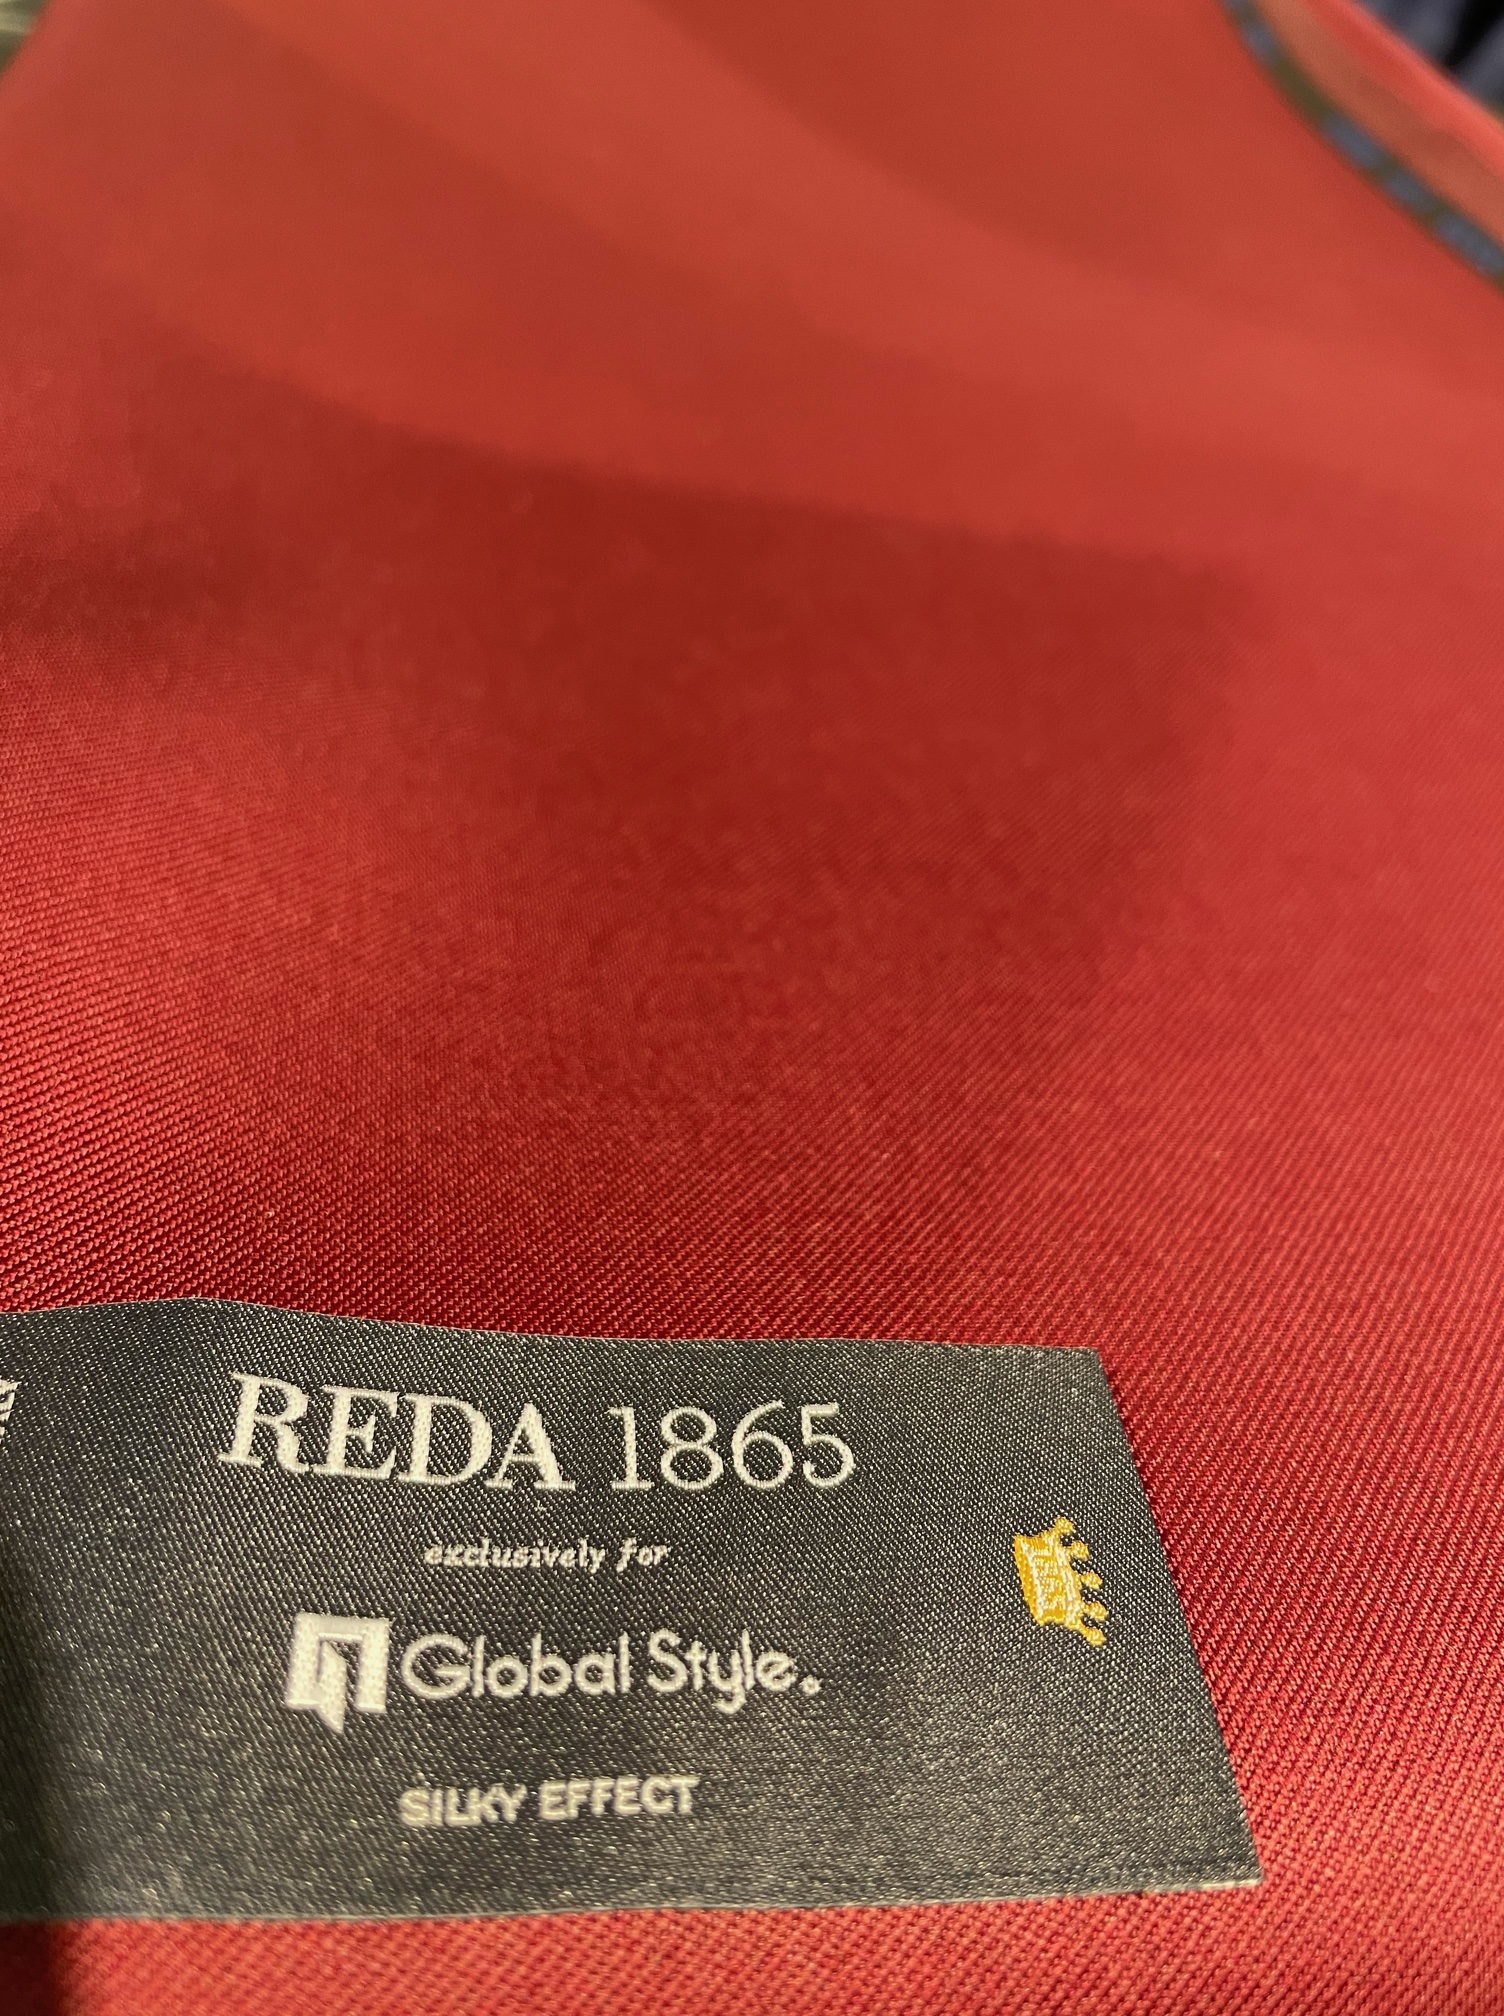 REDA 1865
exclusively for
Global Style.
SILKY EFFECT